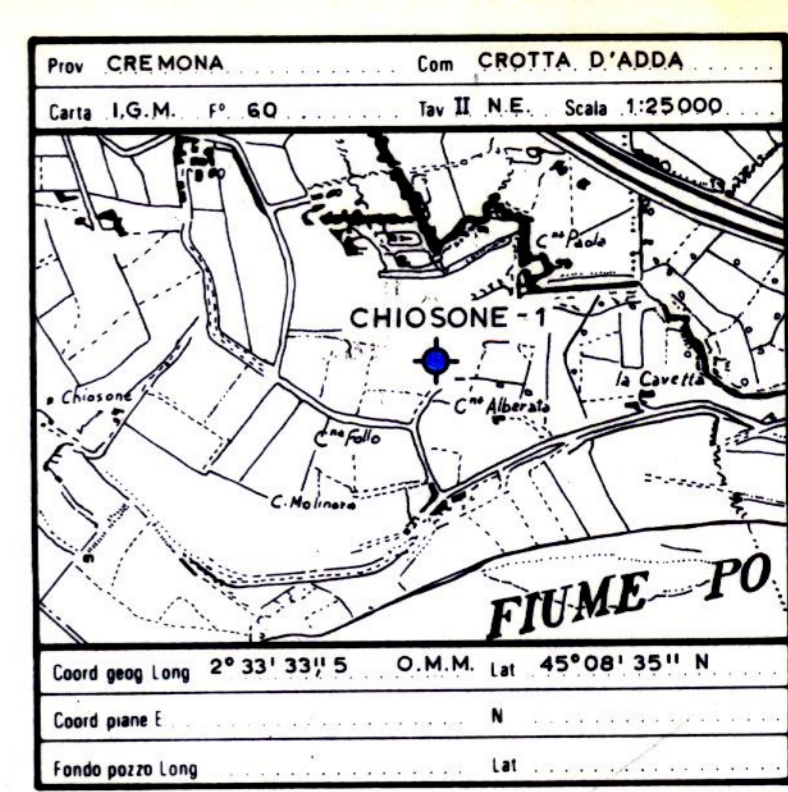 Prov CREMONA Com CROTTA D'ADDA
Carta I.G.M. F° 60 Tav II N.E. Scala 1:25000
Cna Paola
CHIOSONE-1
la Cavetta
Chiosone
Cna Alberata
Cna Follo
C. Molinara
FIUME PO
Coord geog Long 2° 33' 33",5 O.M.M. Lat 45° 08' 35" N
Coord piane E N
Fondo pozzo Long Lat